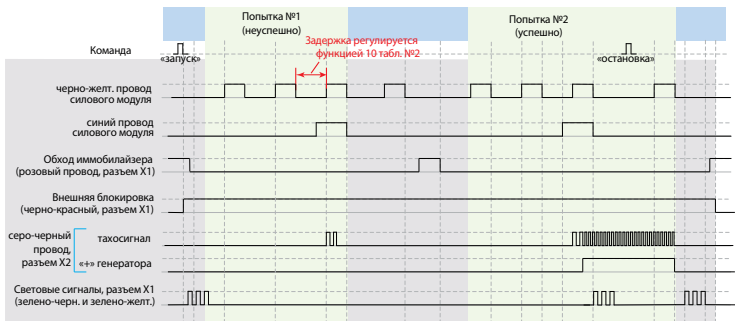 Попытка №1
(неуспешно)
Попытка №2
(успешно)
Задержка регулируется
функцией 10 табл. №2
Команда
«запуск»
«остановка»
черно-желт. провод
силового модуля
синий провод
силового модуля
Обход иммобилайзера
(розовый провод, разъем X1)
Внешняя блокировка
(черно-красный, разъем X1)
серо-черный
провод,
разъем X2
тахосигнал
«+» генератора
Световые сигналы, разъем X1
(зелено-черн. и зелено-желт.)